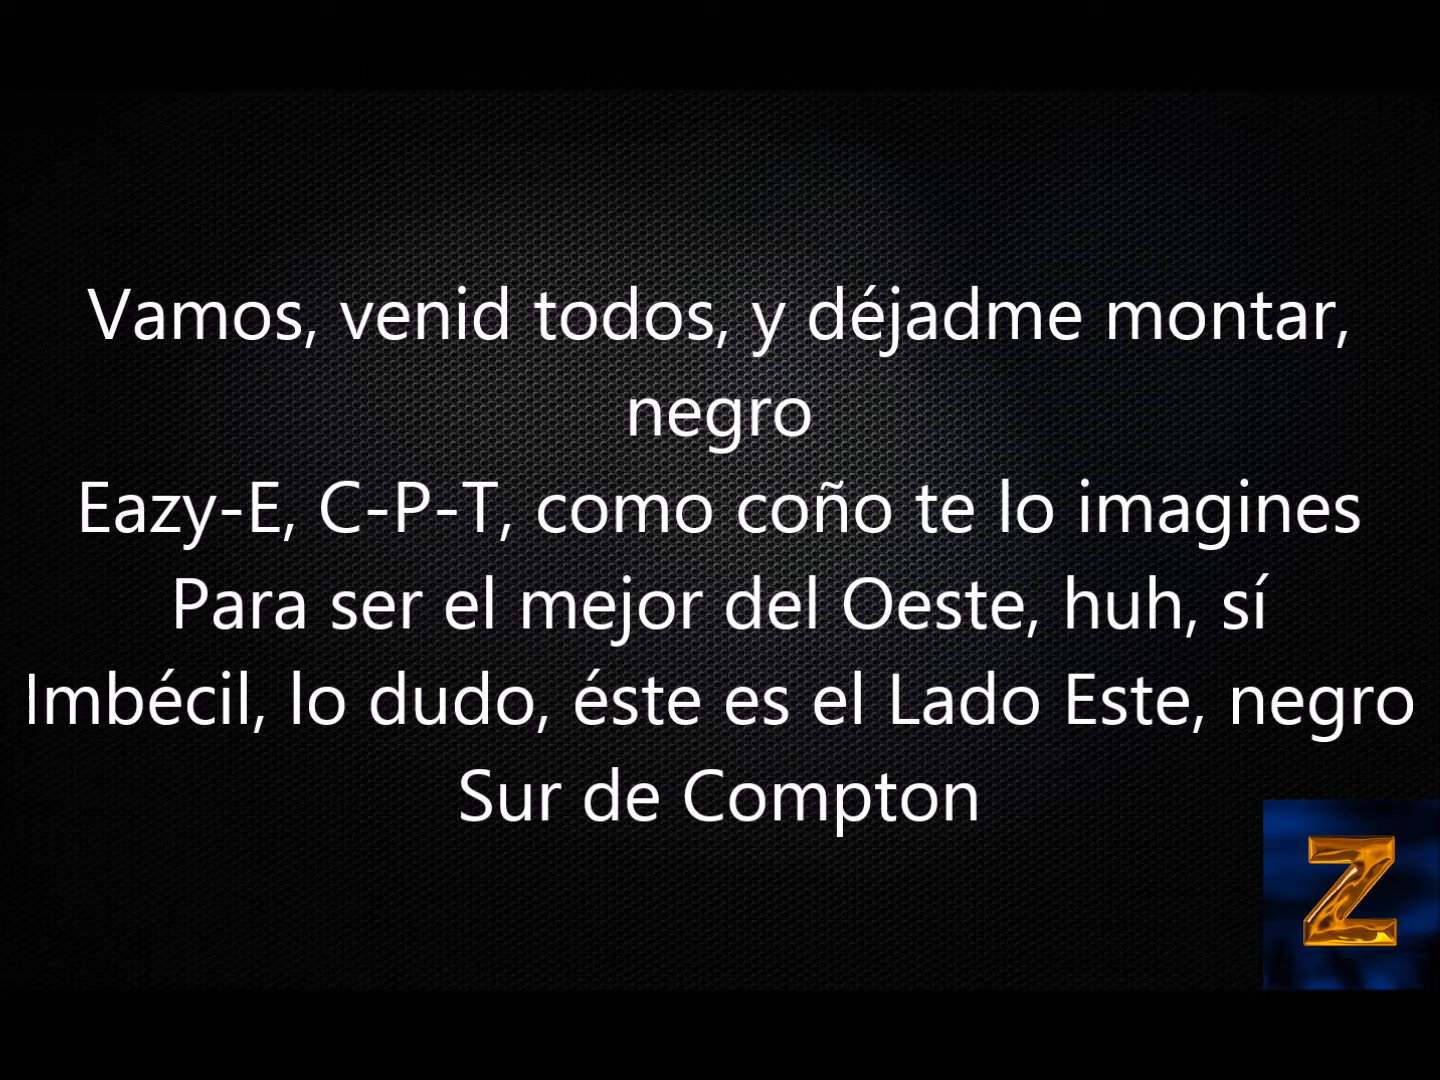 Vamos, venid todos, y déjadme montar,
negro
Eazy-E, C-P-T, como coño te lo imagines
Para ser el mejor del Oeste, huh, sí
Imbécil, lo dudo, éste es el Lado Este, negro
Sur de Compton
Z